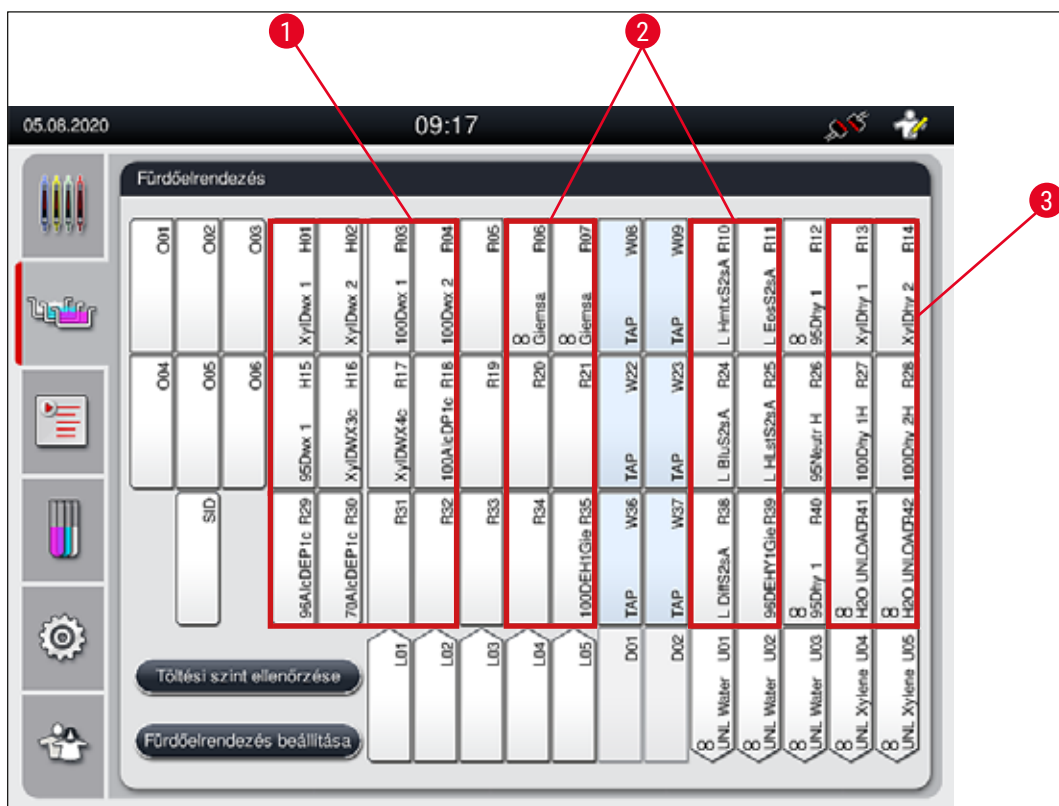 1
2
05.08.2020
09:17
Fürdőelrendezés
3
O01
O02
O03
XylDwx 1 H01
XylDwx 2 H02
100Dwx 1 R03
100Dwx 2 R04
R05
∞ Giemsa R06
∞ Giemsa R07
TAP W08
TAP W09
L HmtxS2sA R10
L EosS2sA R11
∞ 95Dhy 1 R12
XylDhy 1 R13
XylDhy 2 R14
O04
O05
O06
95Dwx 1 H15
XylDWX3c H16
XylDWX4c R17
100AlcDP1c R18
R19
R20
R21
TAP W22
TAP W23
L BluS2sA R24
L HLstS2sA R25
95Neutr H R26
100Dhy 1H R27
100Dhy 2H R28
SID
96AlcDEP1c R29
70AlcDEP1c R30
R31
R32
R33
R34
100DEH1Gie R35
TAP W36
TAP W37
L DiffS2sA R38
96DEHY1Gie R39
∞ 95Dhy 1 R40
∞ H2O UNLOAD R41
∞ H2O UNLOAD R42
L01
L02
L03
L04
L05
D01
D02
∞ UNL Water U01
∞ UNL Water U02
∞ UNL Water U03
∞ UNL Xylene U04
∞ UNL Xylene U05
Töltési szint ellenőrzése
Fürdőelrendezés beállítása